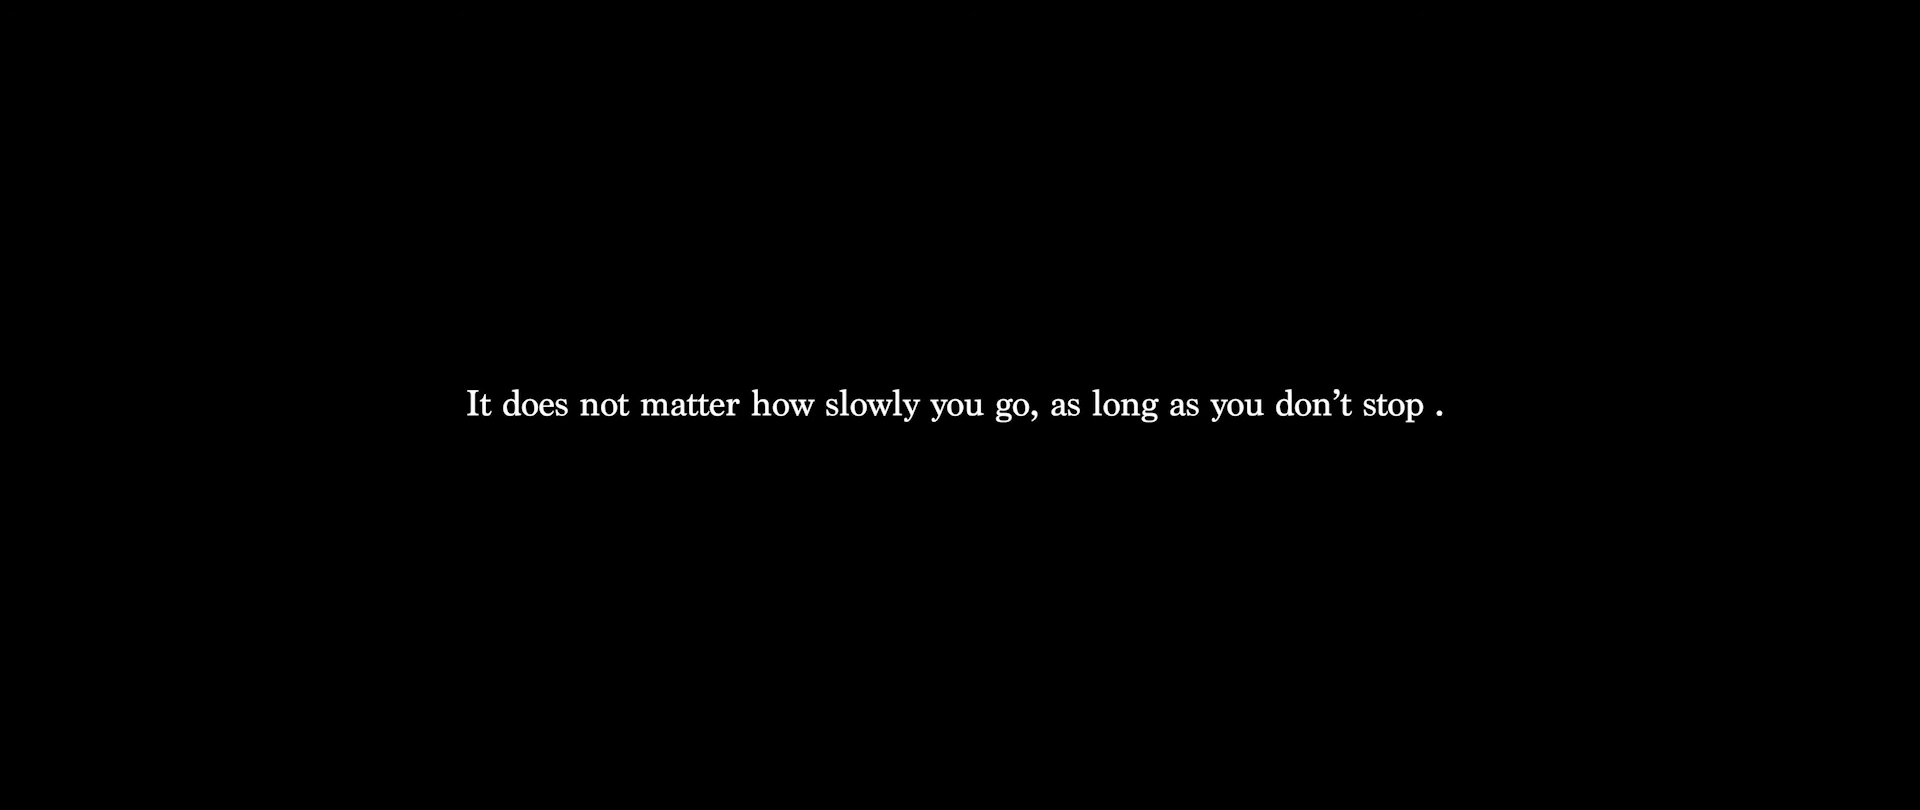 It does not matter how slowly you go, as long as you don’t stop .